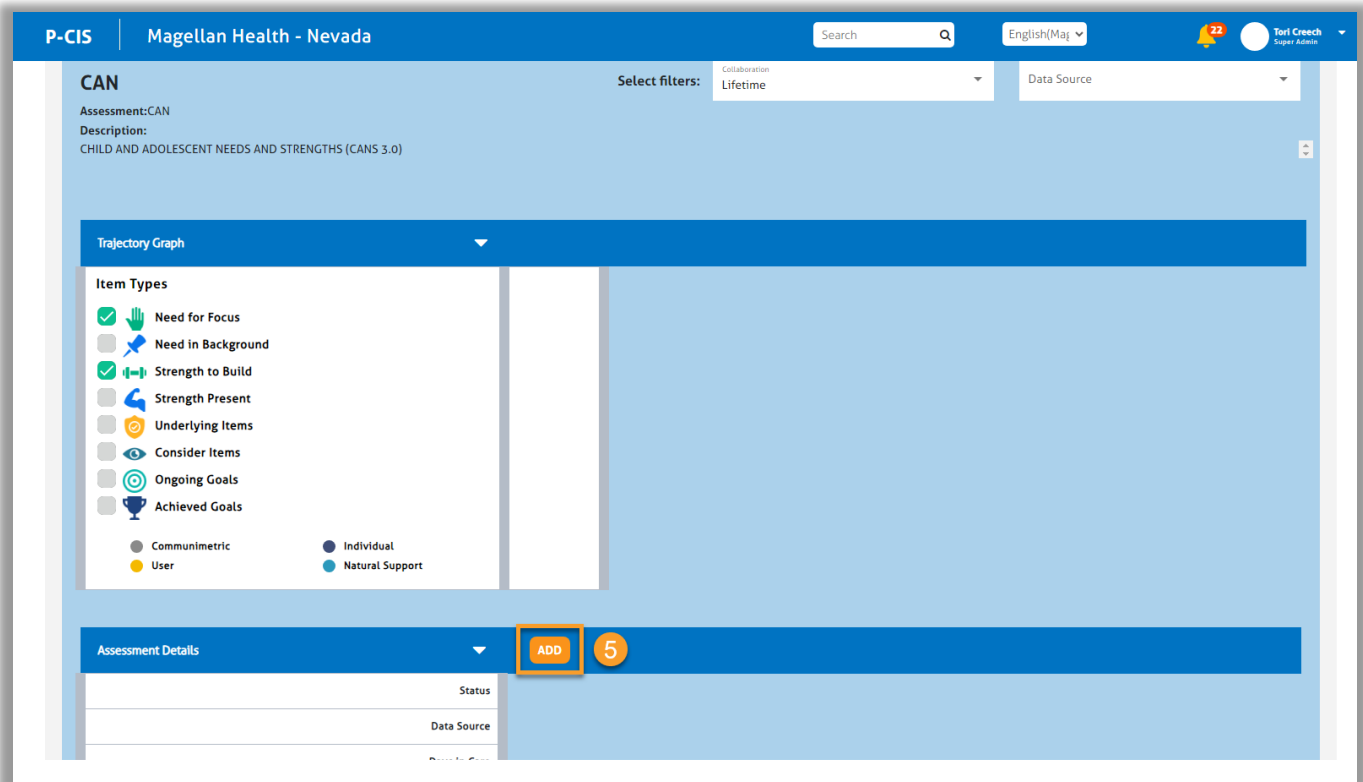 P-CIS
Magellan Health - Nevada
Search
English(Maɡ
22
Tori Creech
Super Admin
CAN
Select filters:
Collaboration
Lifetime
Data Source
Assessment:CAN
Description:
CHILD AND ADOLESCENT NEEDS AND STRENGTHS (CANS 3.0)
Trajectory Graph
Item Types
Need for Focus
Need in Background
Strength to Build
Strength Present
Underlying Items
Consider Items
Ongoing Goals
Achieved Goals
Communimetric
Individual
User
Natural Support
Assessment Details
ADD
5
Status
Data Source